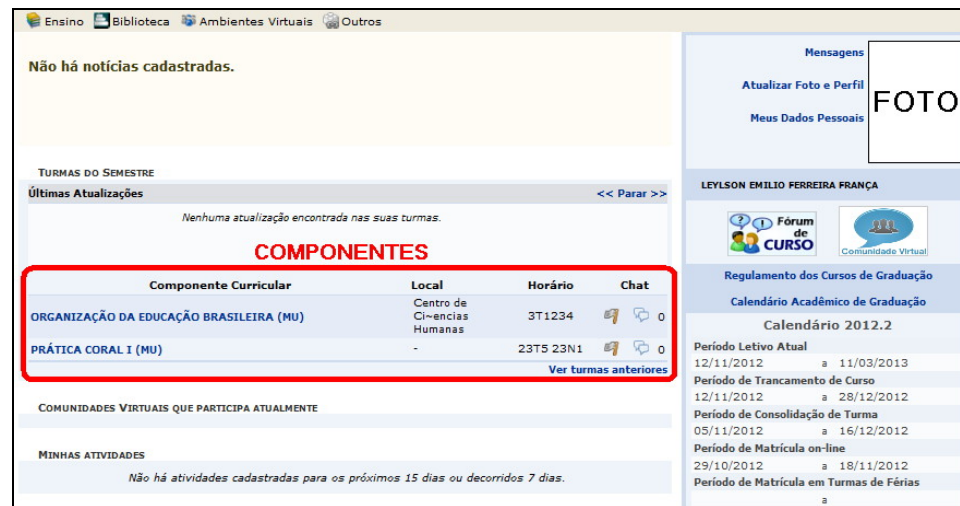 Ensino Biblioteca Ambientes Virtuais Outros
Não há notícias cadastradas.
TURMAS DO SEMESTRE
Últimas Atualizações << Parar >>
Nenhuma atualização encontrada nas suas turmas.
COMPONENTES
Componente Curricular Local Horário Chat
ORGANIZAÇÃO DA EDUCAÇÃO BRASILEIRA (MU) Centro de Ci~encias Humanas 3T1234 0
PRÁTICA CORAL I (MU) - 23T5 23N1 0
Ver turmas anteriores
COMUNIDADES VIRTUAIS QUE PARTICIPA ATUALMENTE
MINHAS ATIVIDADES
Não há atividades cadastradas para os próximos 15 dias ou decorridos 7 dias.
Mensagens
Atualizar Foto e Perfil
Meus Dados Pessoais
FOTO
LEYLSON EMILIO FERREIRA FRANÇA
Fórum
de
CURSO
Comunidade Virtual
Regulamento dos Cursos de Graduação
Calendário Acadêmico de Graduação
Calendário 2012.2
Período Letivo Atual
12/11/2012 a 11/03/2013
Período de Trancamento de Curso
12/11/2012 a 28/12/2012
Período de Consolidação de Turma
05/11/2012 a 16/12/2012
Período de Matrícula on-line
29/10/2012 a 18/11/2012
Período de Matrícula em Turmas de Férias
a